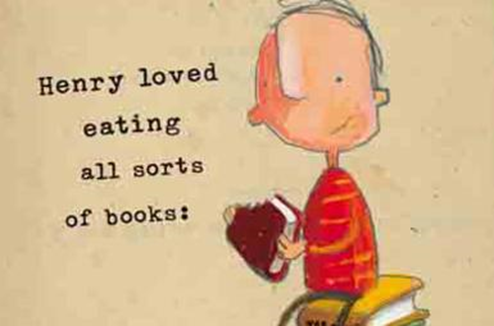 Henry loved
eating
all sorts
of books: